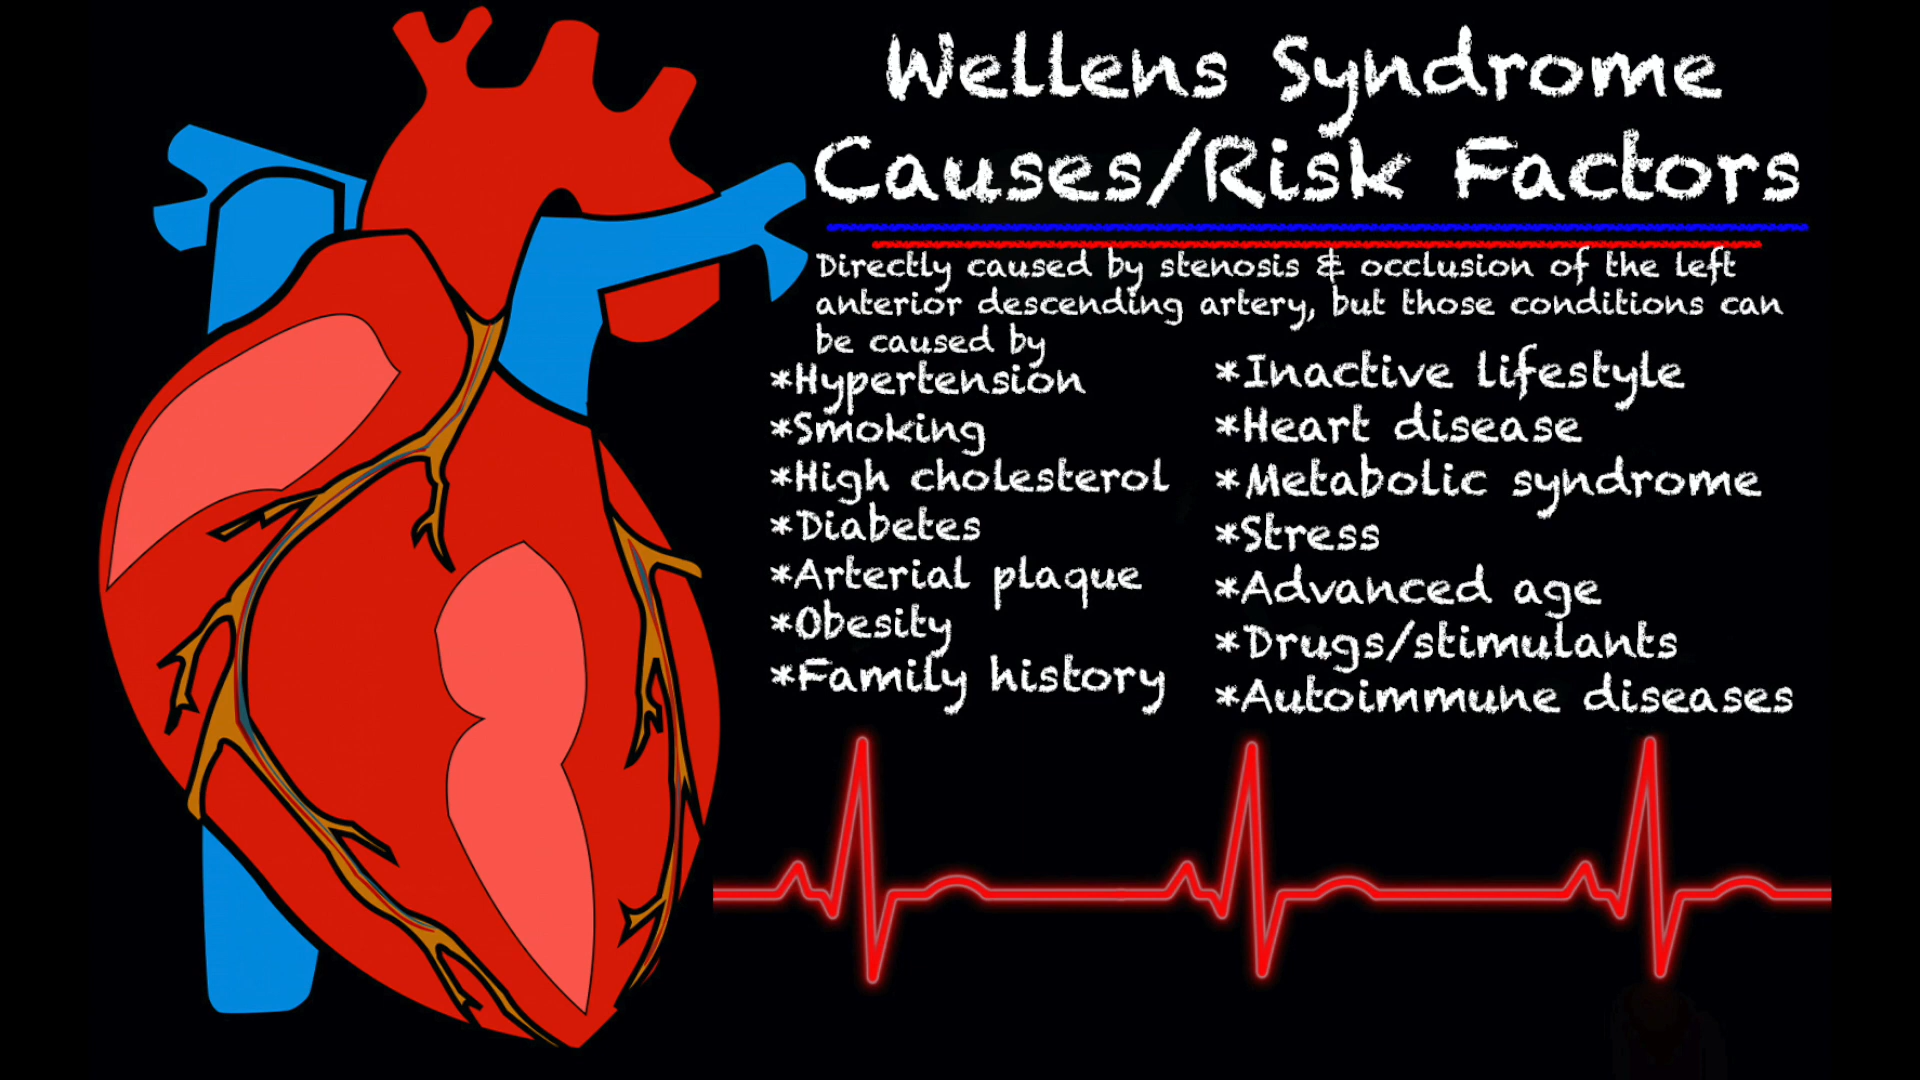 Wellens Syndrome
Causes/Risk Factors
Directly caused by stenosis & occlusion of the left
anterior descending artery, but those conditions can
be caused by
*Hypertension
*Smoking
*High cholesterol
*Diabetes
*Arterial plaque
*Obesity
*Family history
*Inactive lifestyle
*Heart disease
*Metabolic syndrome
*Stress
*Advanced age
*Drugs/stimulants
*Autoimmune diseases